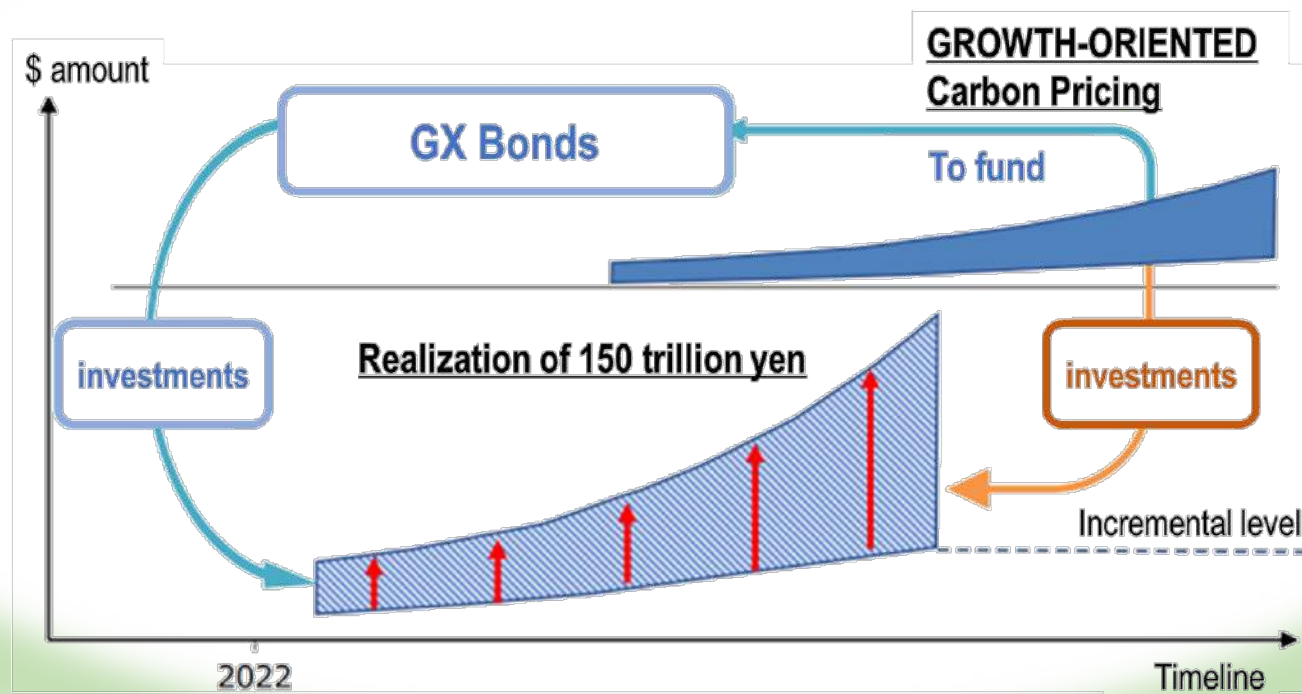 $ amount
GROWTH-ORIENTED
Carbon Pricing
GX Bonds
To fund
investments
Realization of 150 trillion yen
investments
Incremental level
2022
Timeline